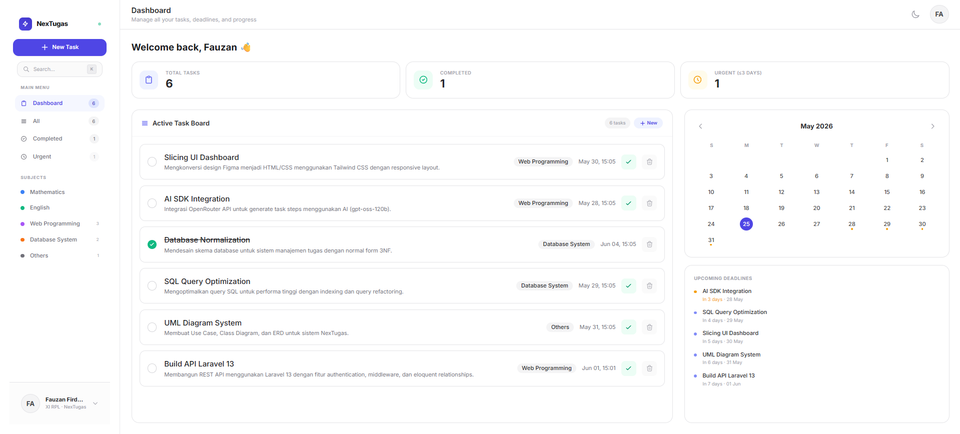 NexTugas
+ New Task
Search...
MAIN MENU
Dashboard 6
All 6
Completed 1
Urgent 1
SUBJECTS
Mathematics
English
Web Programming 3
Database System 2
Others 1
FA
Fauzan Fird...
XI RPL · NexTugas
Dashboard
Manage all your tasks, deadlines, and progress
FA
Welcome back, Fauzan
TOTAL TASKS
6
COMPLETED
1
URGENT (≤3 DAYS)
1
Active Task Board
6 tasks
+ New
Slicing UI Dashboard
Mengkonversi design Figma menjadi HTML/CSS menggunakan Tailwind CSS dengan responsive layout.
Web Programming May 30, 15:05
AI SDK Integration
Integrasi OpenRouter API untuk generate task steps menggunakan AI (gpt-oss-120b).
Web Programming May 28, 15:05
Database Normalization
Mendesain skema database untuk sistem manajemen tugas dengan normal form 3NF.
Database System Jun 04, 15:05
SQL Query Optimization
Mengoptimalkan query SQL untuk performa tinggi dengan indexing dan query refactoring.
Database System May 29, 15:05
UML Diagram System
Membuat Use Case, Class Diagram, dan ERD untuk sistem NexTugas.
Others May 31, 15:05
Build API Laravel 13
Membangun REST API menggunakan Laravel 13 dengan fitur authentication, middleware, dan eloquent relationships.
Web Programming Jun 01, 15:01
May 2026
S M T W T F S
1 2
3 4 5 6 7 8 9
10 11 12 13 14 15 16
17 18 19 20 21 22 23
24 25 26 27 28 29 30
31
UPCOMING DEADLINES
AI SDK Integration
In 3 days · 28 May
SQL Query Optimization
In 4 days · 29 May
Slicing UI Dashboard
In 5 days · 30 May
UML Diagram System
In 6 days · 31 May
Build API Laravel 13
In 7 days · 01 Jun